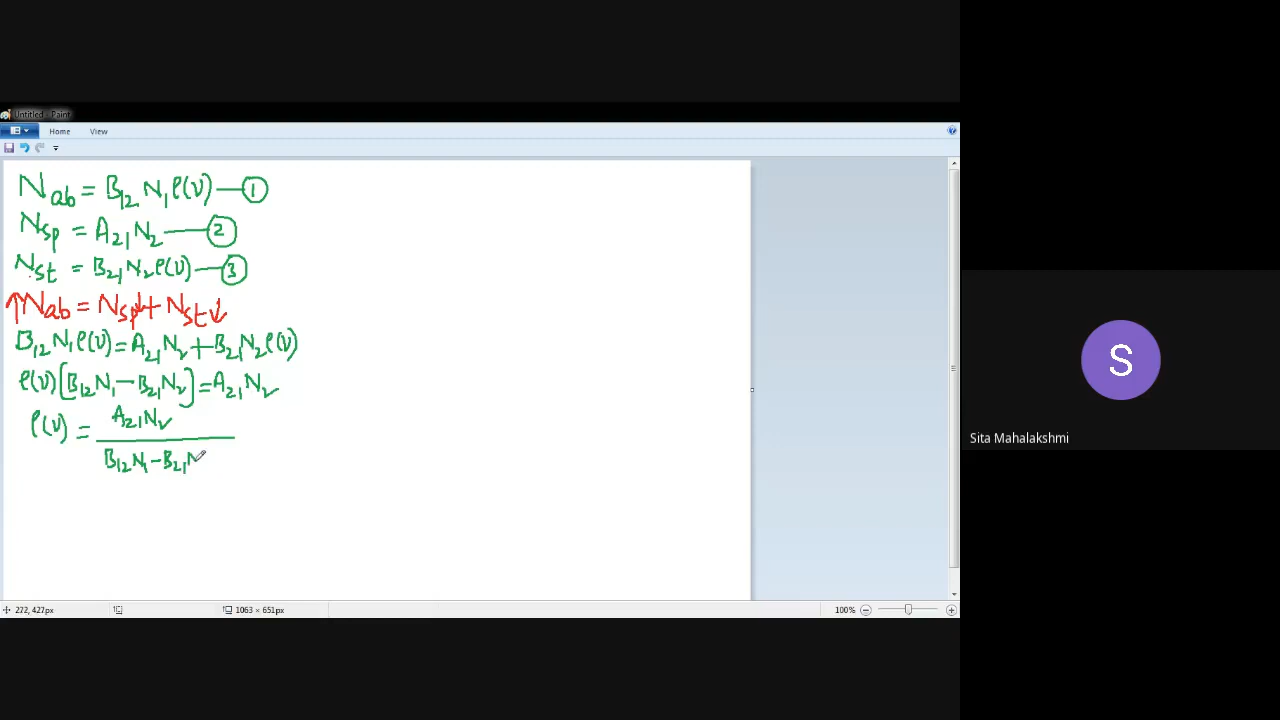 Untitled - Paint
Home View
N_ab = B_12 N_1 ρ(ν) — ①
N_sp = A_21 N_2 — ②
N_st = B_21 N_2 ρ(ν) — ③
↑N_ab = N_sp↓ + N_st↓
B_12 N_1 ρ(ν) = A_21 N_2 + B_21 N_2 ρ(ν)
ρ(ν) [B_12 N_1 − B_21 N_2] = A_21 N_2
ρ(ν) = A_21 N_2
B_12 N_1 − B_21 N
S
Sita Mahalakshmi
272, 427px 1063 × 651px 100%